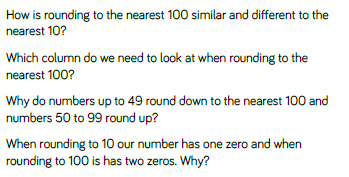 How is rounding to the nearest 100 similar and different to the
nearest 10?
Which column do we need to look at when rounding to the
nearest 100?
Why do numbers up to 49 round down to the nearest 100 and
numbers 50 to 99 round up?
When rounding to 10 our number has one zero and when
rounding to 100 is has two zeros. Why?